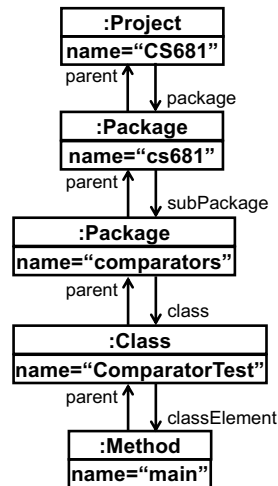 :Project
name=“CS681”
parent
package
:Package
name=“cs681”
parent
subPackage
:Package
name=“comparators”
parent
class
:Class
name=“ComparatorTest”
parent
classElement
:Method
name=“main”